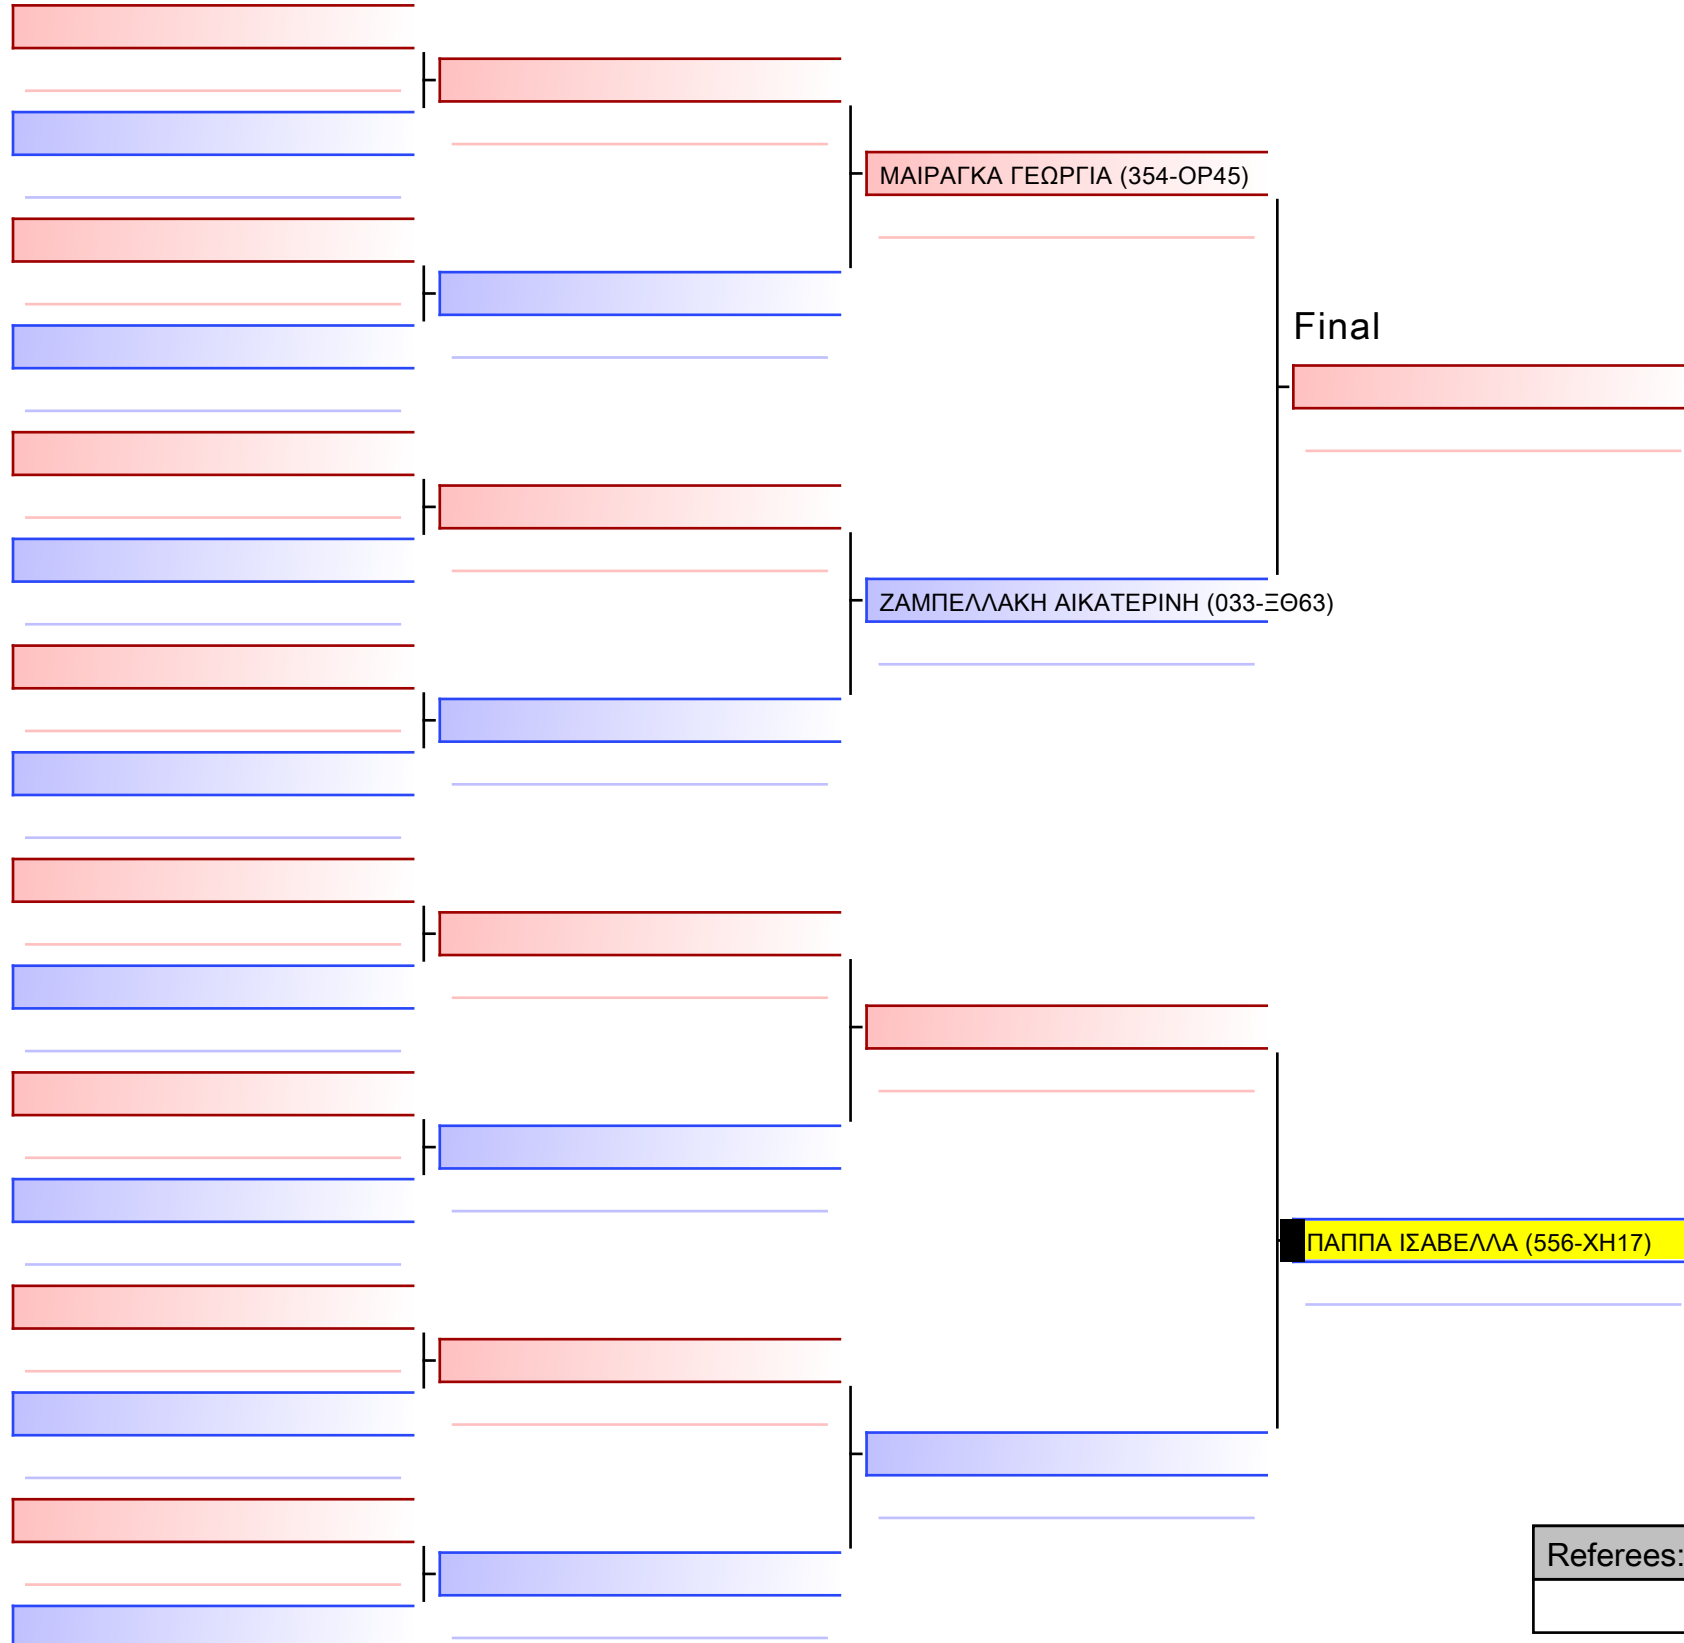 ΜΑΙΡΑΓΚΑ ΓΕΩΡΓΙΑ (354-ΟΡ45)
Final
ΖΑΜΠΕΛΛΑΚΗ ΑΙΚΑΤΕΡΙΝΗ (033-ΞΘ63)
ΠΑΠΠΑ ΙΣΑΒΕΛΛΑ (556-ΧΗ17)
Referees: